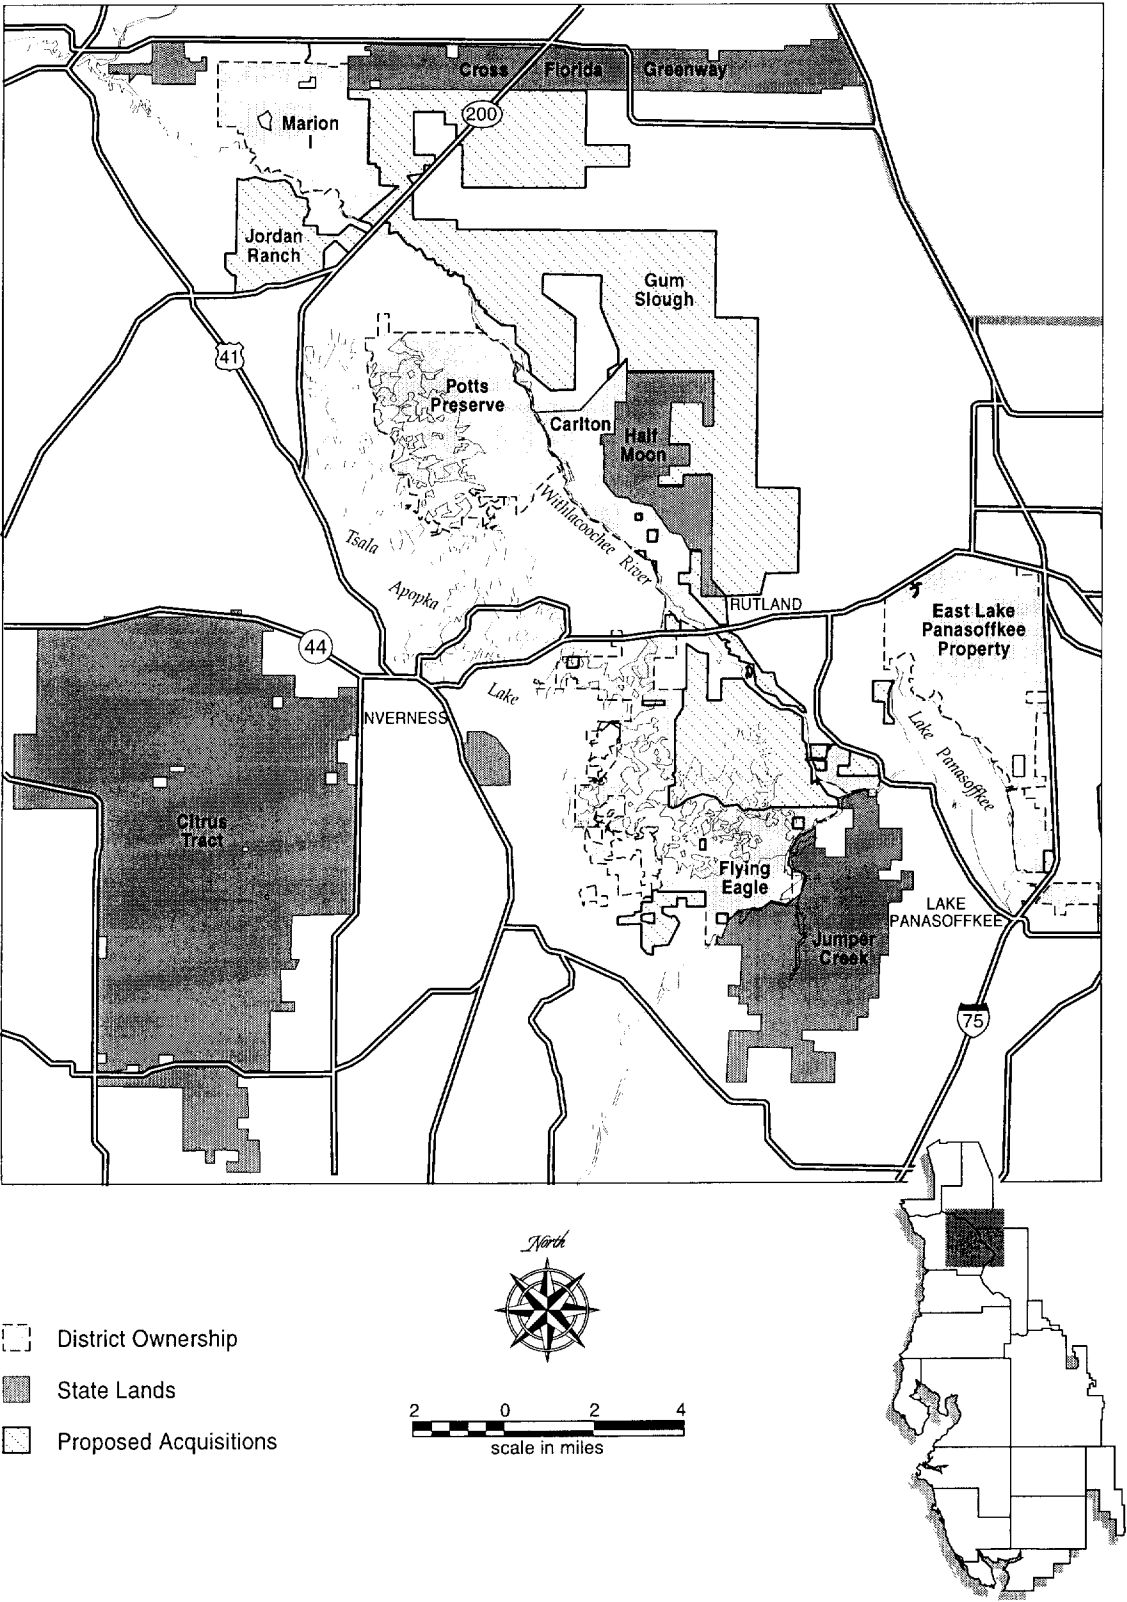 Cross Florida Greenway
200
Marion
I
Jordan
Ranch
Gum
Slough
41
Potts
Preserve
Carlton
Half
Moon
Withlacoochee River
Tsala
Apopka
Lake
RUTLAND
East Lake
Panasoffkee
Property
44
NVERNESS
Lake Panasoffkee
Citrus
Tract
Flying
Eagle
LAKE
PANASOFFKEE
Jumper
Creek
75
North
District Ownership
State Lands
Proposed Acquisitions
2 0 2 4
scale in miles